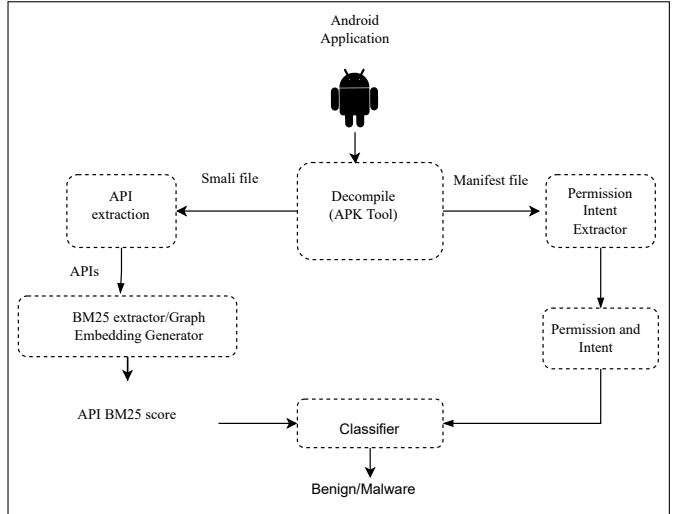 Android
Application
Smali file
Manifest file
API
extraction
Decompile
(APK Tool)
Permission
Intent
Extractor
APIs
BM25 extractor/Graph
Embedding Generator
Permission and
Intent
API BM25 score
Classifier
Benign/Malware